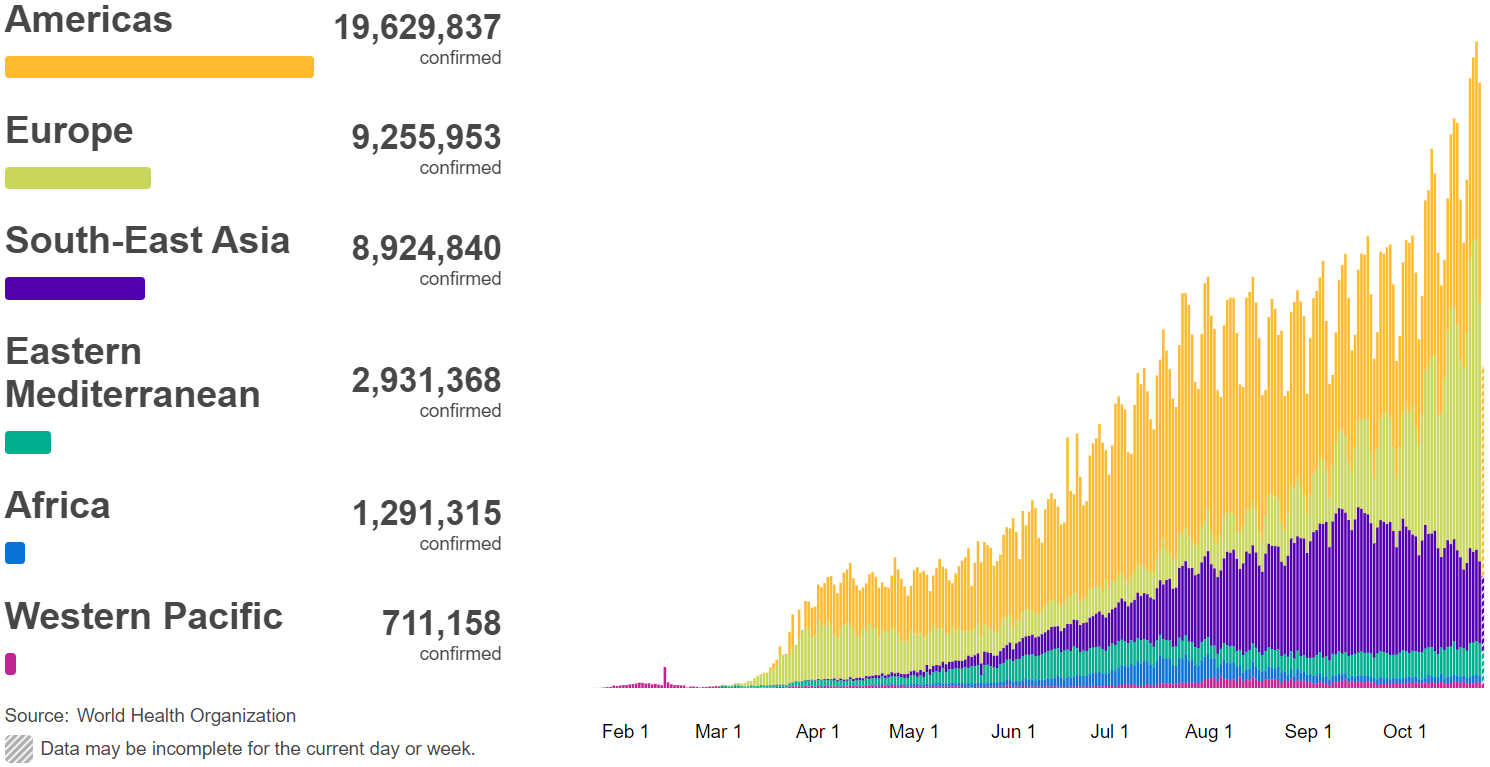 Americas
19,629,837
confirmed
Europe
9,255,953
confirmed
South-East Asia
8,924,840
confirmed
Eastern
Mediterranean
2,931,368
confirmed
Africa
1,291,315
confirmed
Western Pacific
711,158
confirmed
Source: World Health Organization
Data may be incomplete for the current day or week.
Feb 1 Mar 1 Apr 1 May 1 Jun 1 Jul 1 Aug 1 Sep 1 Oct 1